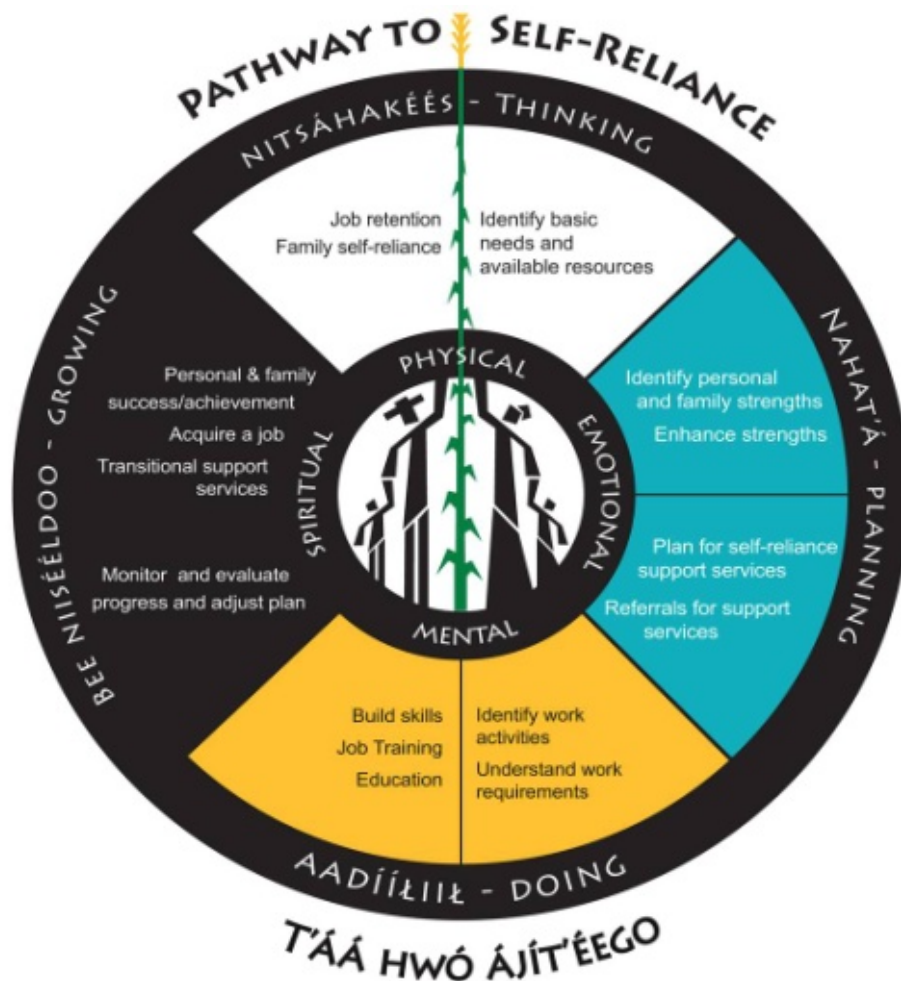 PATHWAY TO SELF-RELIANCE
NITSÁHAKÉÉS - THINKING
Job retention
Family self-reliance
Identify basic
needs and
available resources
NAHAT'Á - PLANNING
Identify personal
and family strengths
Enhance strengths
Plan for self-reliance
support services
Referrals for support
services
AADÍÍŁIIŁ - DOING
Identify work
activities
Understand work
requirements
Build skills
Job Training
Education
BEE NIISÉÉLDOO - GROWING
Personal & family
success/achievement
Acquire a job
Transitional support
services
Monitor and evaluate
progress and adjust plan
PHYSICAL
EMOTIONAL
MENTAL
SPIRITUAL
T'ÁÁ HWÓ ÁJÍT'ÉEGO